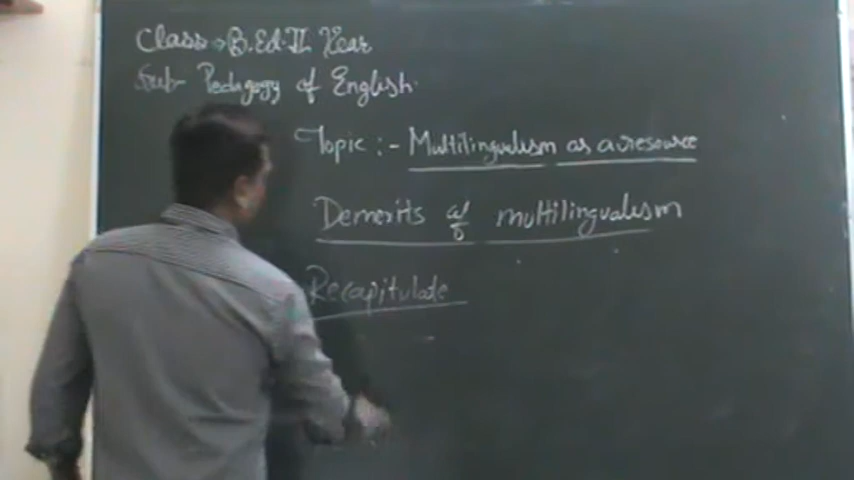 Class → B.Ed. II Year
Sub- Pedagogy of English.
Topic :- Multilingualism as a resource
Demerits of multilingualism
Recapitulate